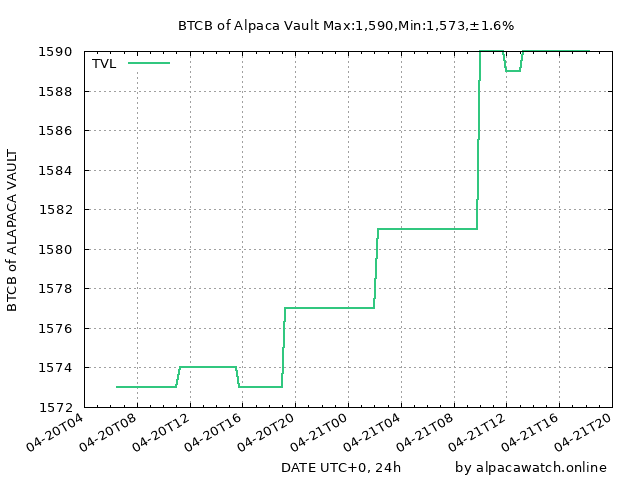 BTCB of Alpaca Vault Max:1,590,Min:1,573,±1.6%
TVL
1590
1588
1586
1584
1582
1580
1578
1576
1574
1572
BTCB of ALAPACA VAULT
04-20T04
04-20T08
04-20T12
04-20T16
04-20T20
04-21T00
04-21T04
04-21T08
04-21T12
04-21T16
04-21T20
DATE UTC+0, 24h
by alpacawatch.online